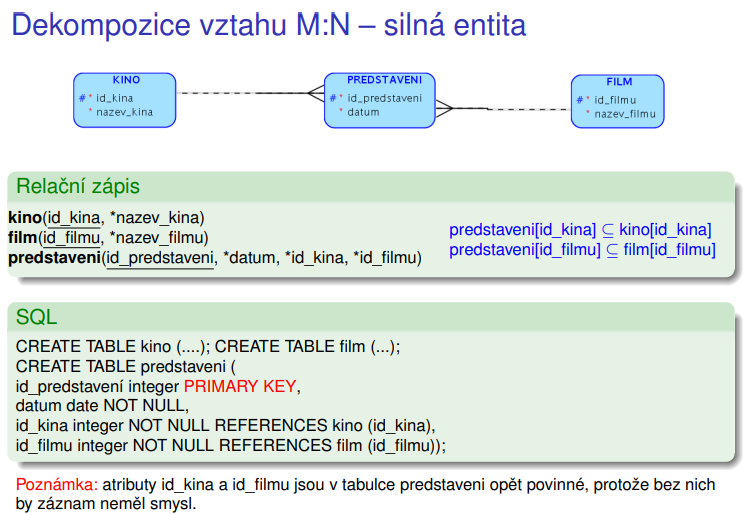 Dekompozice vztahu M:N – silná entita
KINO
# * id_kina
* nazev_kina
PREDSTAVENI
# * id_predstaveni
* datum
FILM
# * id_filmu
* nazev_filmu
Relační zápis
kino(id_kina, *nazev_kina)
film(id_filmu, *nazev_filmu)
predstaveni(id_predstaveni, *datum, *id_kina, *id_filmu)
predstaveni[id_kina] ⊆ kino[id_kina]
predstaveni[id_filmu] ⊆ film[id_filmu]
SQL
CREATE TABLE kino (....); CREATE TABLE film (...);
CREATE TABLE predstaveni (
id_predstavení integer PRIMARY KEY,
datum date NOT NULL,
id_kina integer NOT NULL REFERENCES kino (id_kina),
id_filmu integer NOT NULL REFERENCES film (id_filmu));
Poznámka: atributy id_kina a id_filmu jsou v tabulce predstaveni opět povinné, protože bez nich
by záznam neměl smysl.